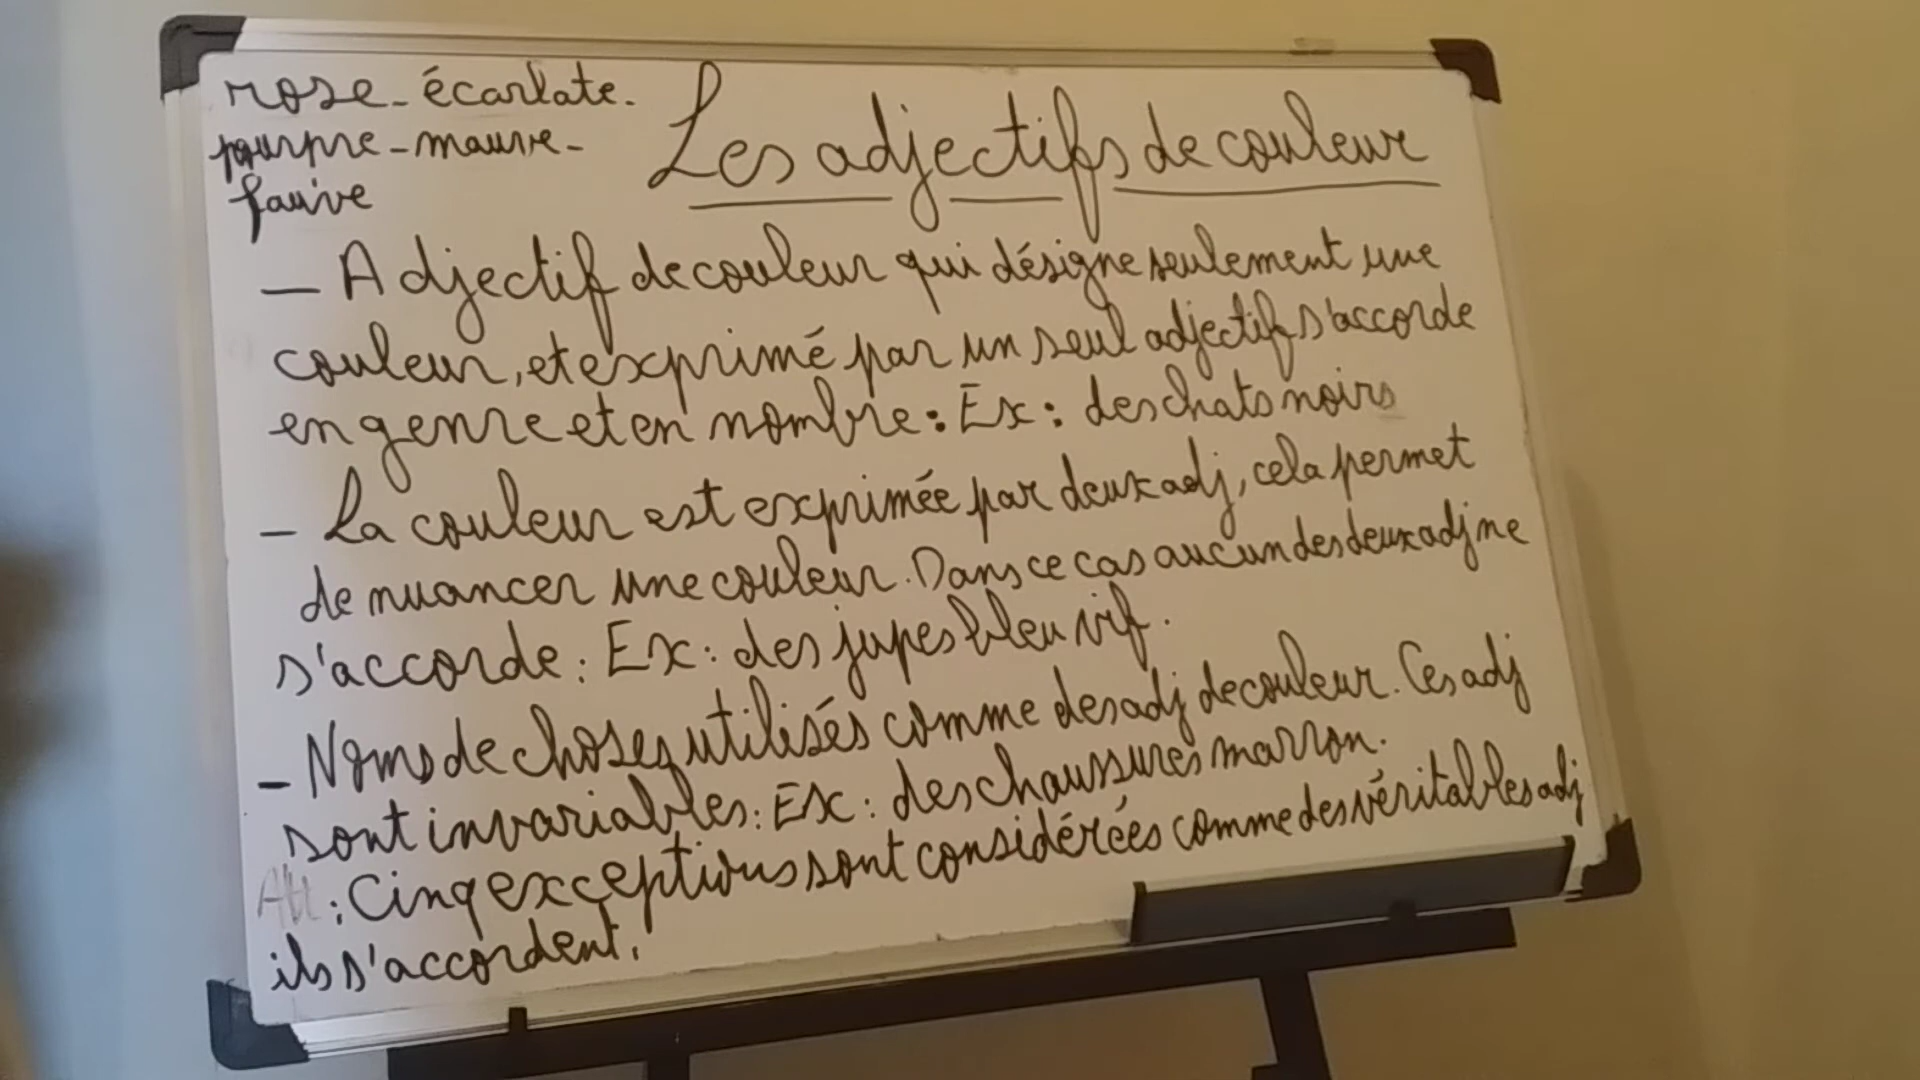 rose - écarlate -
pourpre - mauve -
fauve
Les adjectifs de couleur
- Adjectif de couleur qui désigne seulement une
couleur, et exprimé par un seul adjectif s'accorde
en genre et en nombre : Ex : des chats noirs
- La couleur est exprimée par deux adj, cela permet
de nuancer une couleur. Dans ce cas aucun des deux adj ne
s'accorde : Ex : des jupes bleu vif.
- Noms de choses utilisés comme des adj de couleur. Ces adj
sont invariables : Ex : des chaussures marron.
Att : Cinq exceptions sont considérées comme des véritables adj
ils s'accordent.